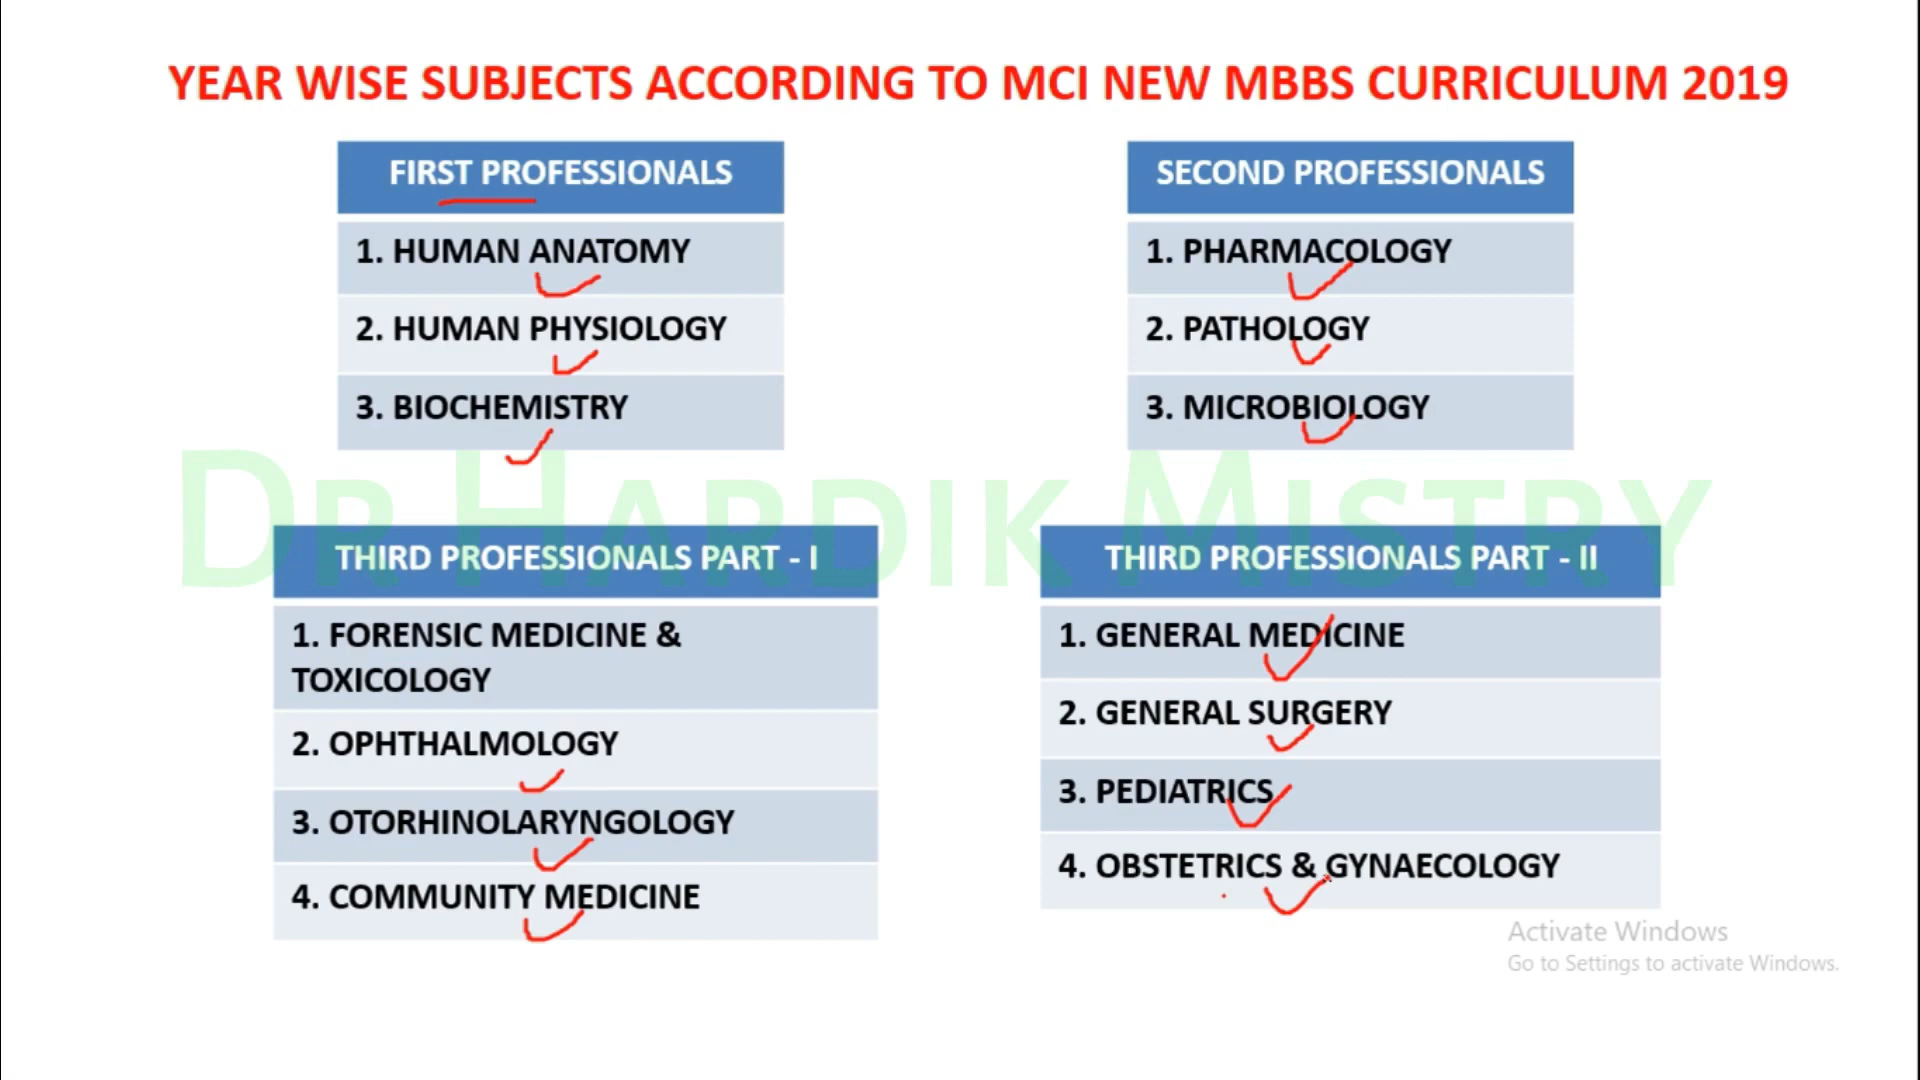 YEAR WISE SUBJECTS ACCORDING TO MCI NEW MBBS CURRICULUM 2019
FIRST PROFESSIONALS
1. HUMAN ANATOMY
2. HUMAN PHYSIOLOGY
3. BIOCHEMISTRY
SECOND PROFESSIONALS
1. PHARMACOLOGY
2. PATHOLOGY
3. MICROBIOLOGY
DR HARDIK MISTRY
THIRD PROFESSIONALS PART - I
1. FORENSIC MEDICINE &
TOXICOLOGY
2. OPHTHALMOLOGY
3. OTORHINOLARYNGOLOGY
4. COMMUNITY MEDICINE
THIRD PROFESSIONALS PART - II
1. GENERAL MEDICINE
2. GENERAL SURGERY
3. PEDIATRICS
4. OBSTETRICS & GYNAECOLOGY
Activate Windows
Go to Settings to activate Windows.